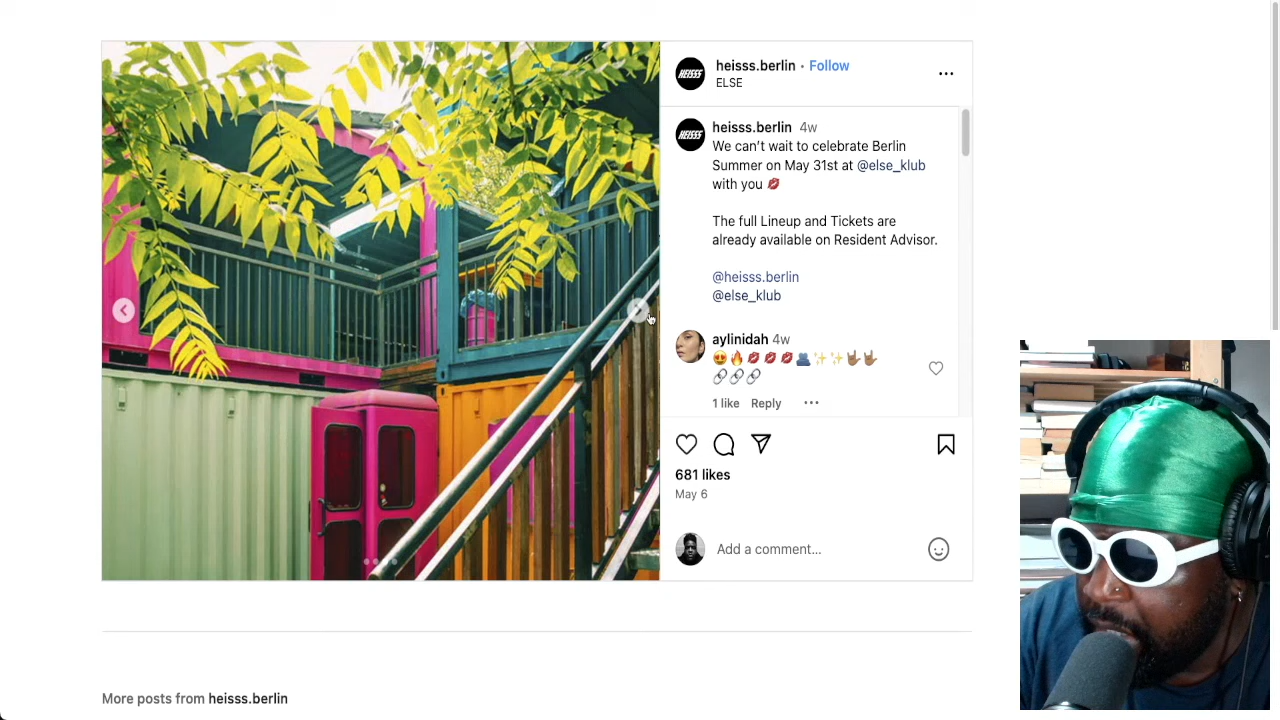 heisss.berlin • Follow
ELSE
HEISSS
HEISSS
heisss.berlin 4w
We can't wait to celebrate Berlin
Summer on May 31st at @else_klub
with you 💋
The full Lineup and Tickets are
already available on Resident Advisor.
@heisss.berlin
@else_klub
aylinidah 4w
😍🔥💋💋💋🫂✨✨🤟🏽🤟🏽
🔗🔗🔗
1 like Reply ...
681 likes
May 6
Add a comment...
More posts from heisss.berlin